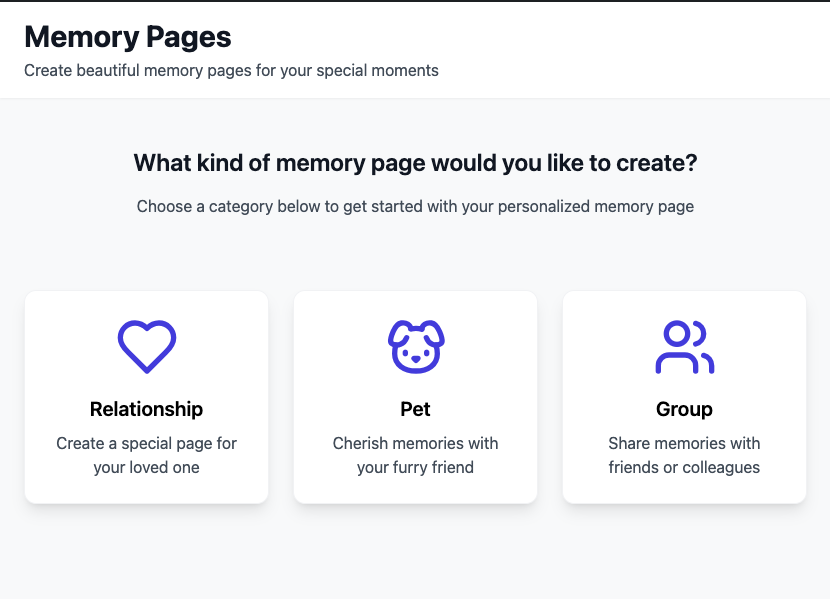 Memory Pages
Create beautiful memory pages for your special moments
What kind of memory page would you like to create?
Choose a category below to get started with your personalized memory page
Relationship
Create a special page for
your loved one
Pet
Cherish memories with
your furry friend
Group
Share memories with
friends or colleagues